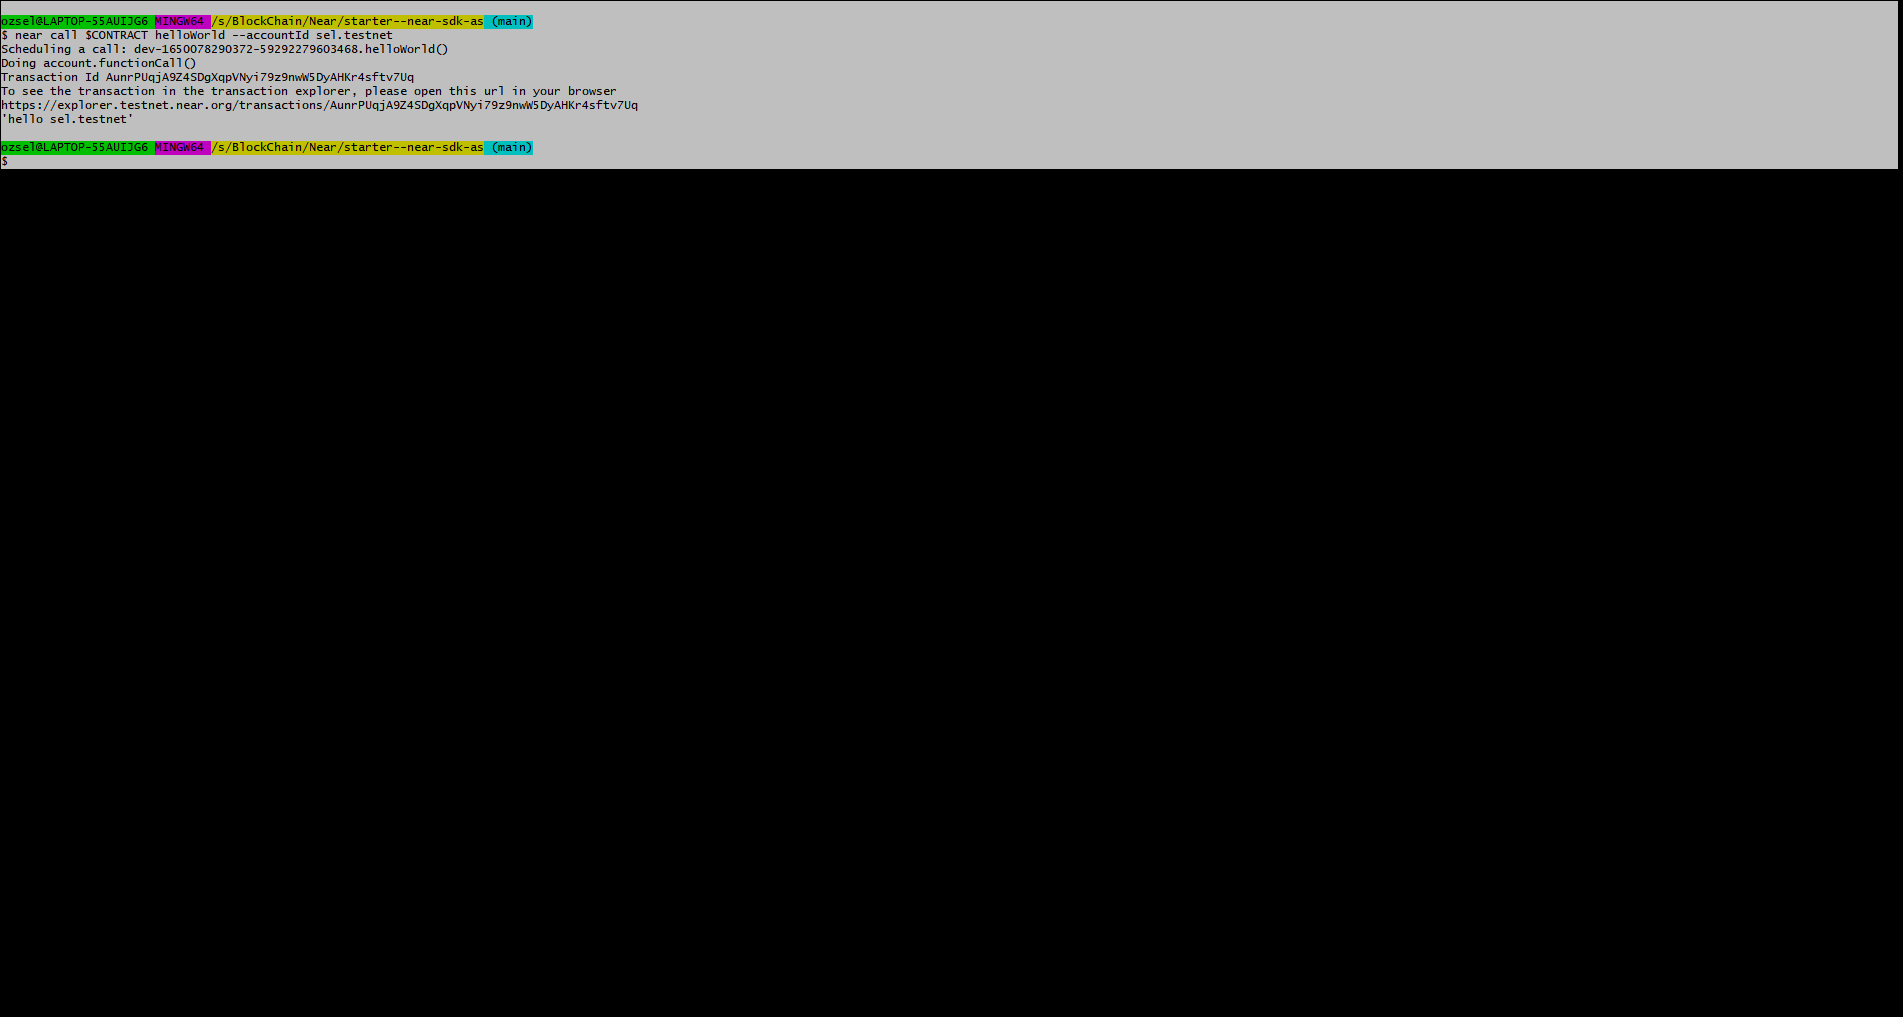 ozsel@LAPTOP-55AUIJG6 MINGW64 /s/BlockChain/Near/starter--near-sdk-as (main)
$ near call $CONTRACT helloWorld --accountId sel.testnet
Scheduling a call: dev-1650078290372-59292279603468.helloWorld()
Doing account.functionCall()
Transaction Id AunrPUqjA9Z4SDgXqpVNyi79z9nwW5DyAHKr4sftv7Uq
To see the transaction in the transaction explorer, please open this url in your browser
https://explorer.testnet.near.org/transactions/AunrPUqjA9Z4SDgXqpVNyi79z9nwW5DyAHKr4sftv7Uq
'hello sel.testnet'
ozsel@LAPTOP-55AUIJG6 MINGW64 /s/BlockChain/Near/starter--near-sdk-as (main)
$